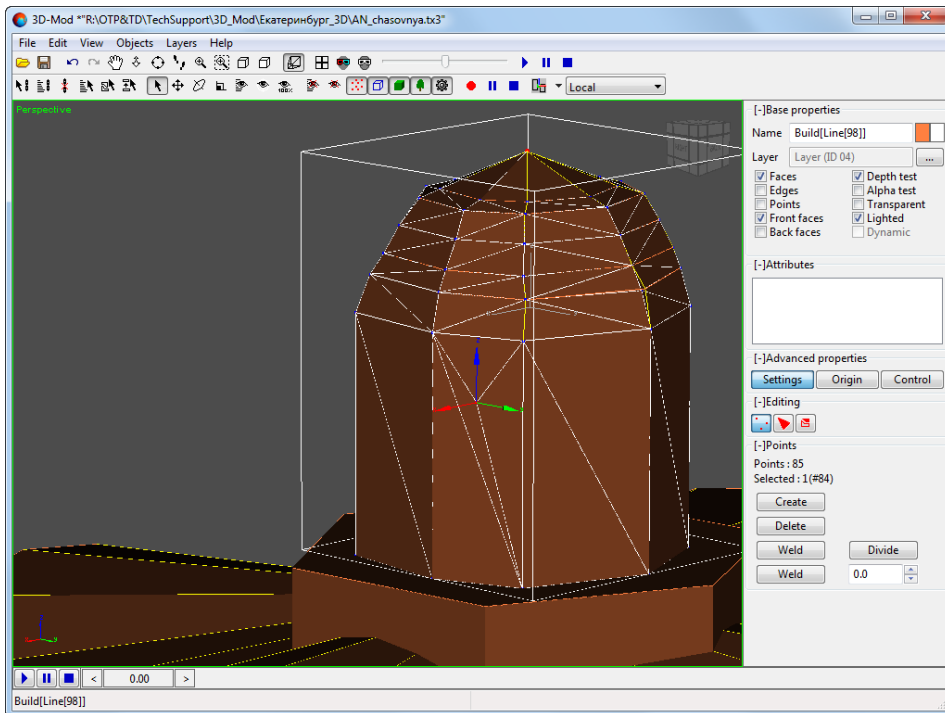 3D-Mod *"R:\OTP&TD\TechSupport\3D_Mod\Екатеринбург_3D\AN_chasovnya.tx3"
File Edit View Objects Layers Help
100%
Local
Perspective
[-]Base properties
Name Build[Line[98]]
Layer Layer (ID 04) ...
Faces Depth test
Edges Alpha test
Points Transparent
Front faces Lighted
Back faces Dynamic
[-]Attributes
[-]Advanced properties
Settings Origin Control
[-]Editing
[-]Points
Points : 85
Selected : 1(#84)
Create
Delete
Weld Divide
Weld 0.0
< 0.00 >
Build[Line[98]]